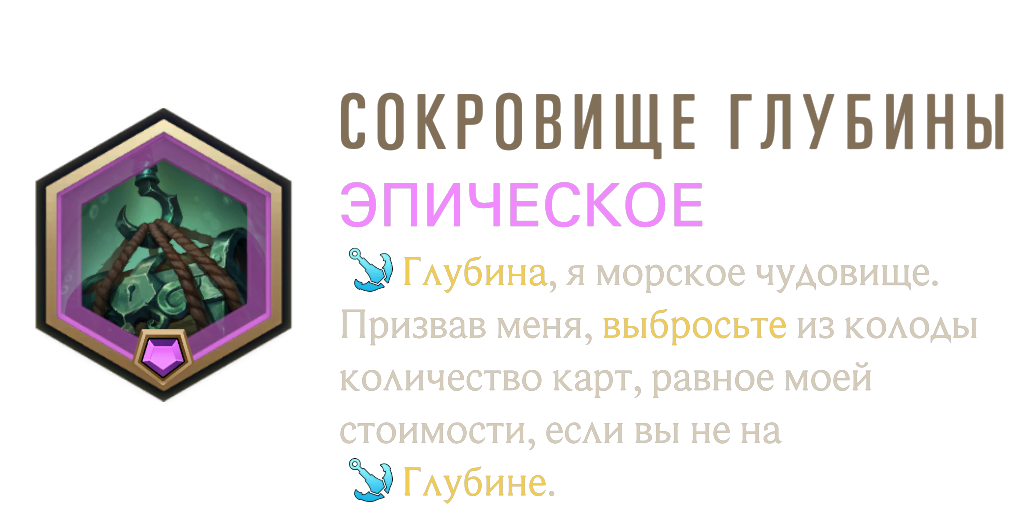 СОКРОВИЩЕ ГЛУБИНЫ
ЭПИЧЕСКОЕ
Глубина, я морское чудовище.
Призвав меня, выбросьте из колоды
количество карт, равное моей
стоимости, если вы не на
Глубине.